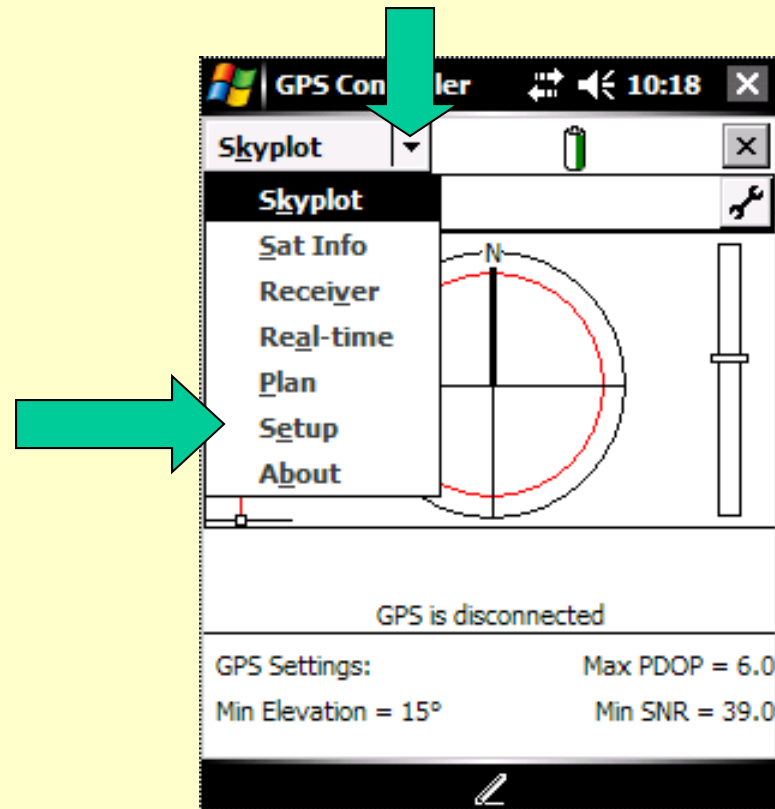 GPS Con ler 10:18
Skyplot
Skyplot
Sat Info
Receiver
Real-time
Plan
Setup
About
N
GPS is disconnected
GPS Settings: Max PDOP = 6.0
Min Elevation = 15° Min SNR = 39.0